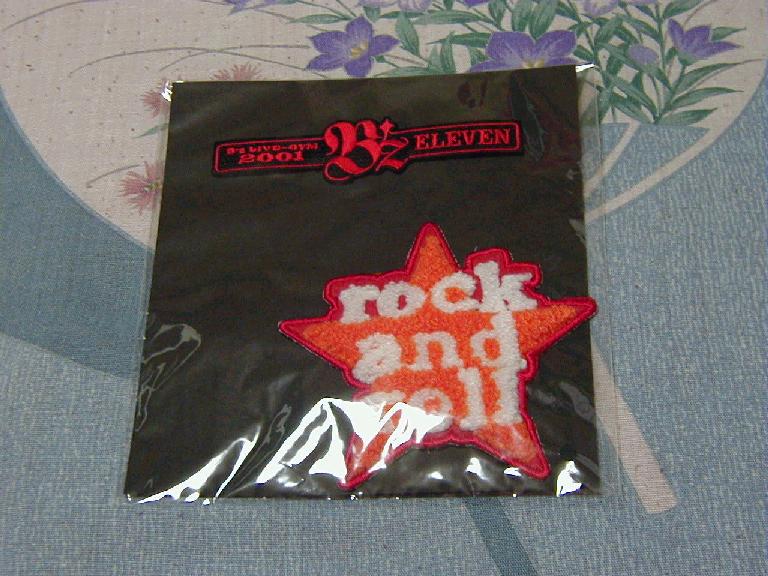 B'z LIVE-GYM
2001
B'z
ELEVEN
rock
and
roll